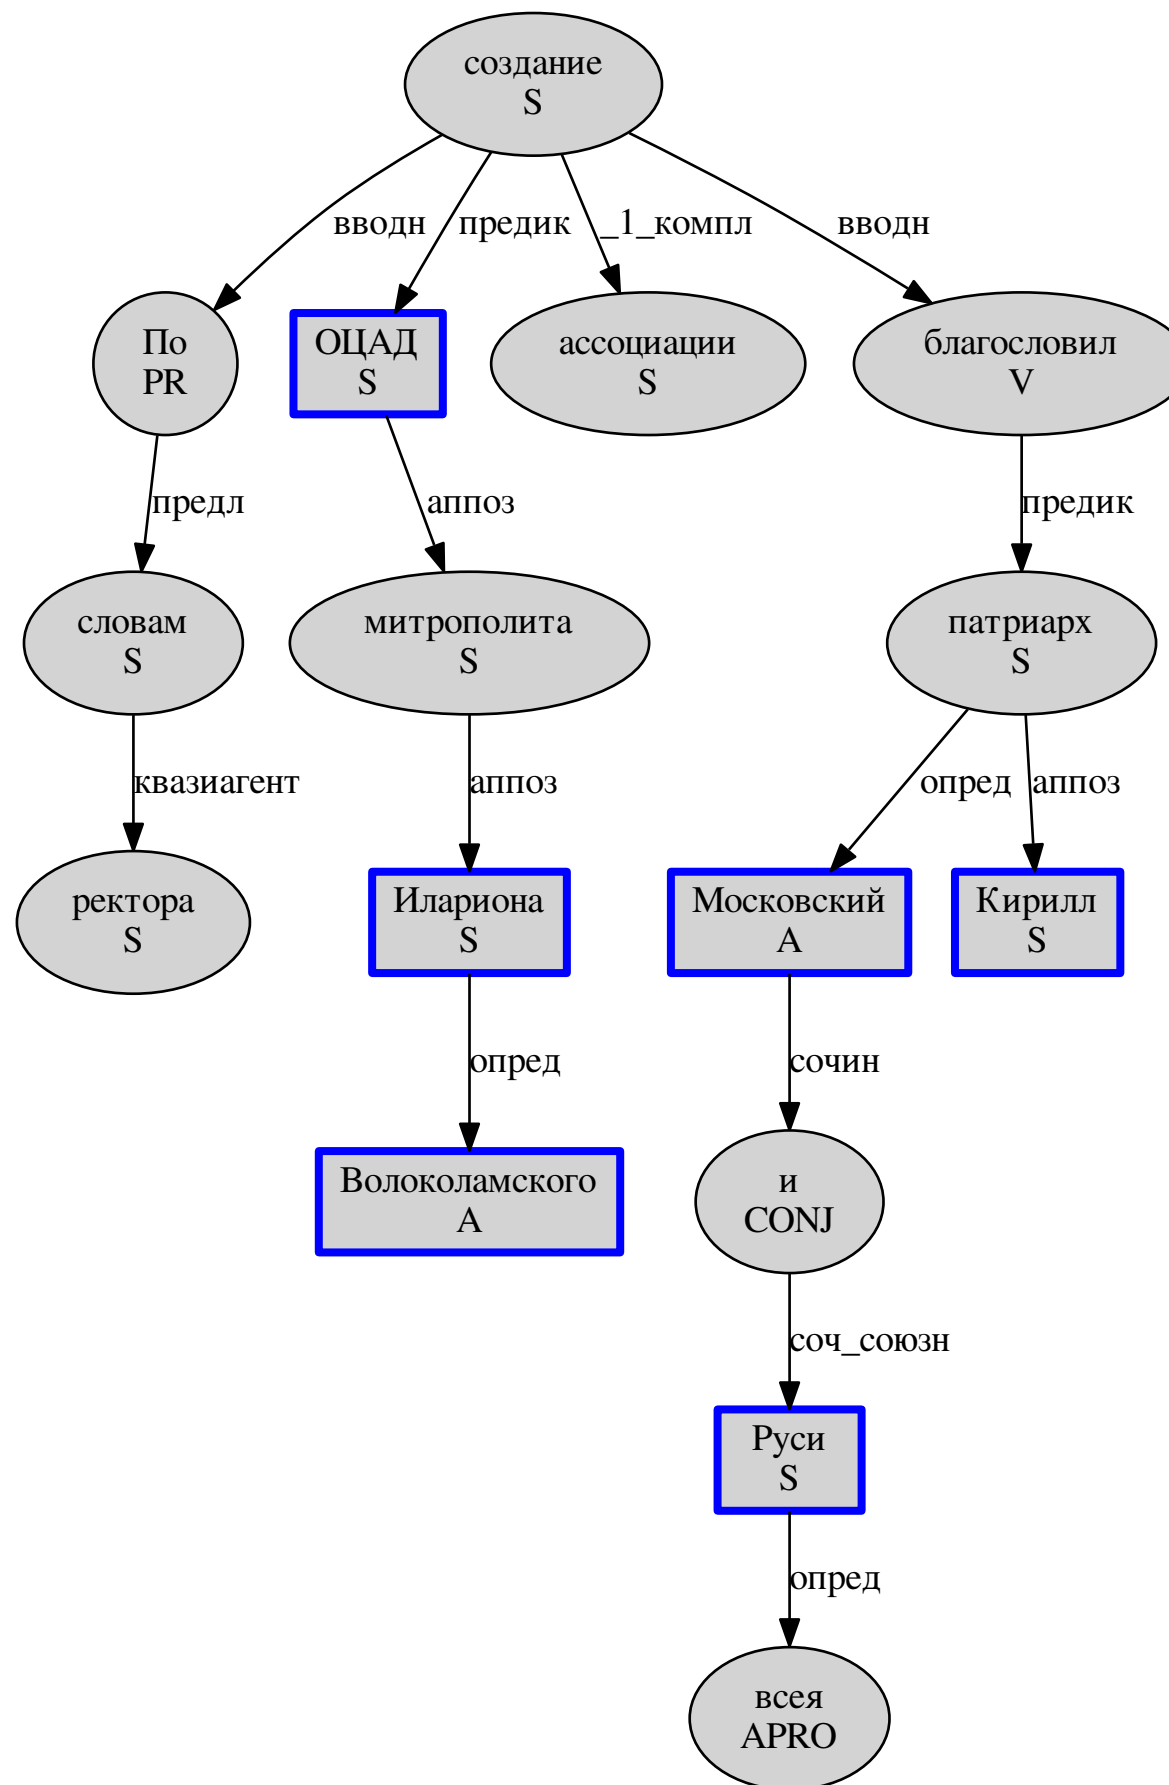 создание
S
вводн
предик
_1_компл
вводн
По
PR
ОЦАД
S
ассоциации
S
благословил
V
предл
аппоз
предик
словам
S
митрополита
S
патриарх
S
квазиагент
аппоз
опред
аппоз
ректора
S
Илариона
S
Московский
A
Кирилл
S
опред
сочин
Волоколамского
A
и
CONJ
соч_союзн
Руси
S
опред
всея
APRO